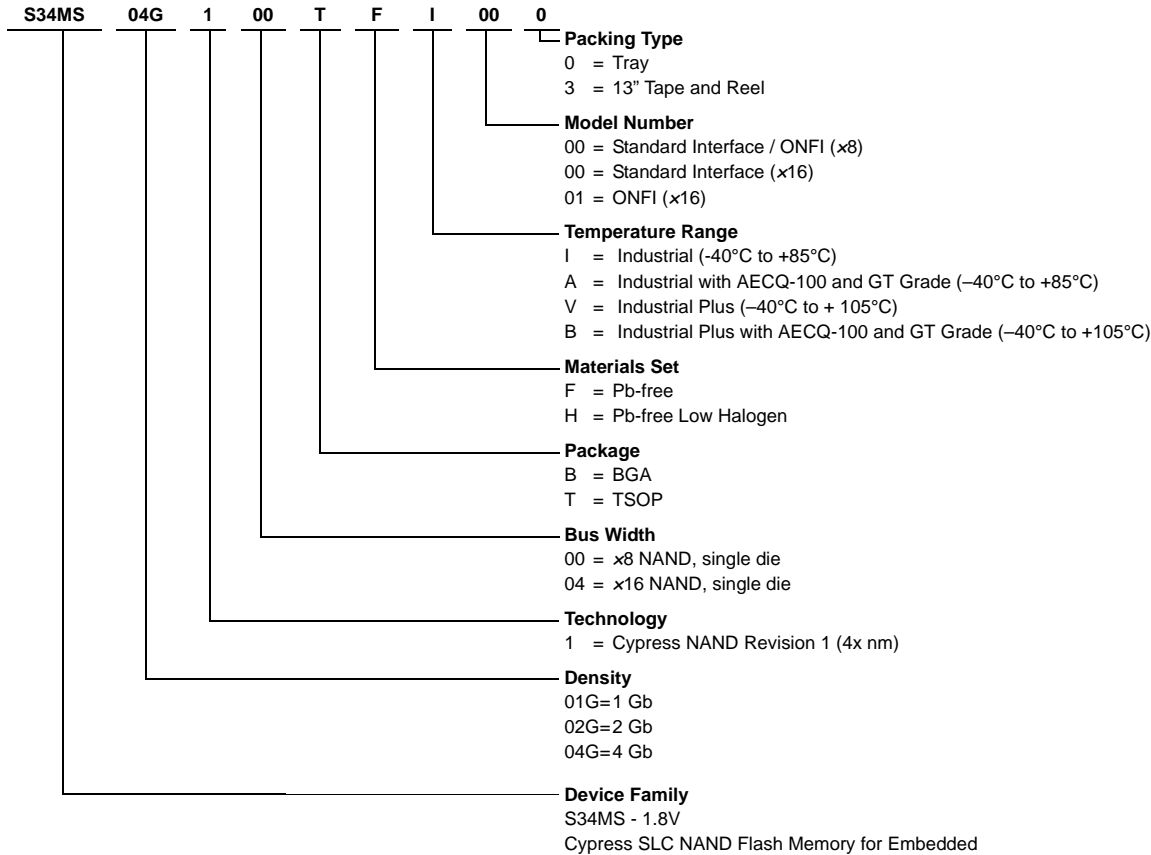 S34MS 04G 1 00 T F I 00 0
Packing Type
0 = Tray
3 = 13” Tape and Reel
Model Number
00 = Standard Interface / ONFI (×8)
00 = Standard Interface (×16)
01 = ONFI (×16)
Temperature Range
I = Industrial (-40°C to +85°C)
A = Industrial with AECQ-100 and GT Grade (–40°C to +85°C)
V = Industrial Plus (–40°C to + 105°C)
B = Industrial Plus with AECQ-100 and GT Grade (–40°C to +105°C)
Materials Set
F = Pb-free
H = Pb-free Low Halogen
Package
B = BGA
T = TSOP
Bus Width
00 = ×8 NAND, single die
04 = ×16 NAND, single die
Technology
1 = Cypress NAND Revision 1 (4x nm)
Density
01G=1 Gb
02G=2 Gb
04G=4 Gb
Device Family
S34MS - 1.8V
Cypress SLC NAND Flash Memory for Embedded